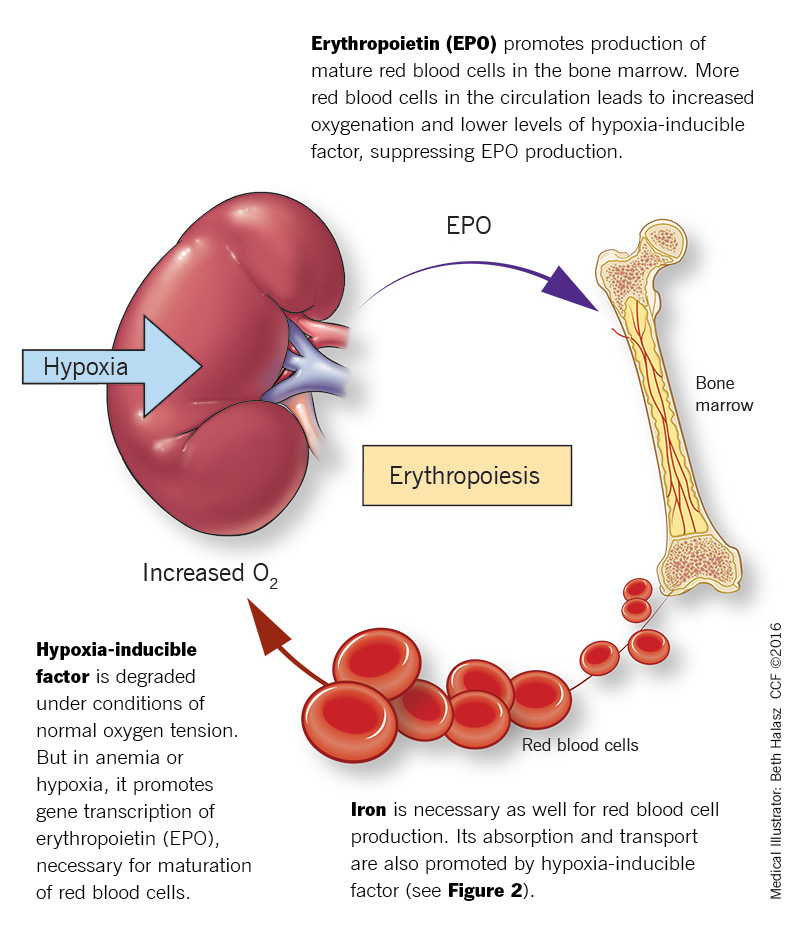 Erythropoietin (EPO) promotes production of
mature red blood cells in the bone marrow. More
red blood cells in the circulation leads to increased
oxygenation and lower levels of hypoxia-inducible
factor, suppressing EPO production.
EPO
Hypoxia
Bone
marrow
Erythropoiesis
Increased O₂
Hypoxia-inducible
factor is degraded
under conditions of
normal oxygen tension.
But in anemia or
hypoxia, it promotes
gene transcription of
erythropoietin (EPO),
necessary for maturation
of red blood cells.
Red blood cells
Iron is necessary as well for red blood cell
production. Its absorption and transport
are also promoted by hypoxia-inducible
factor (see Figure 2).
Medical Illustrator: Beth Halasz CCF ©2016